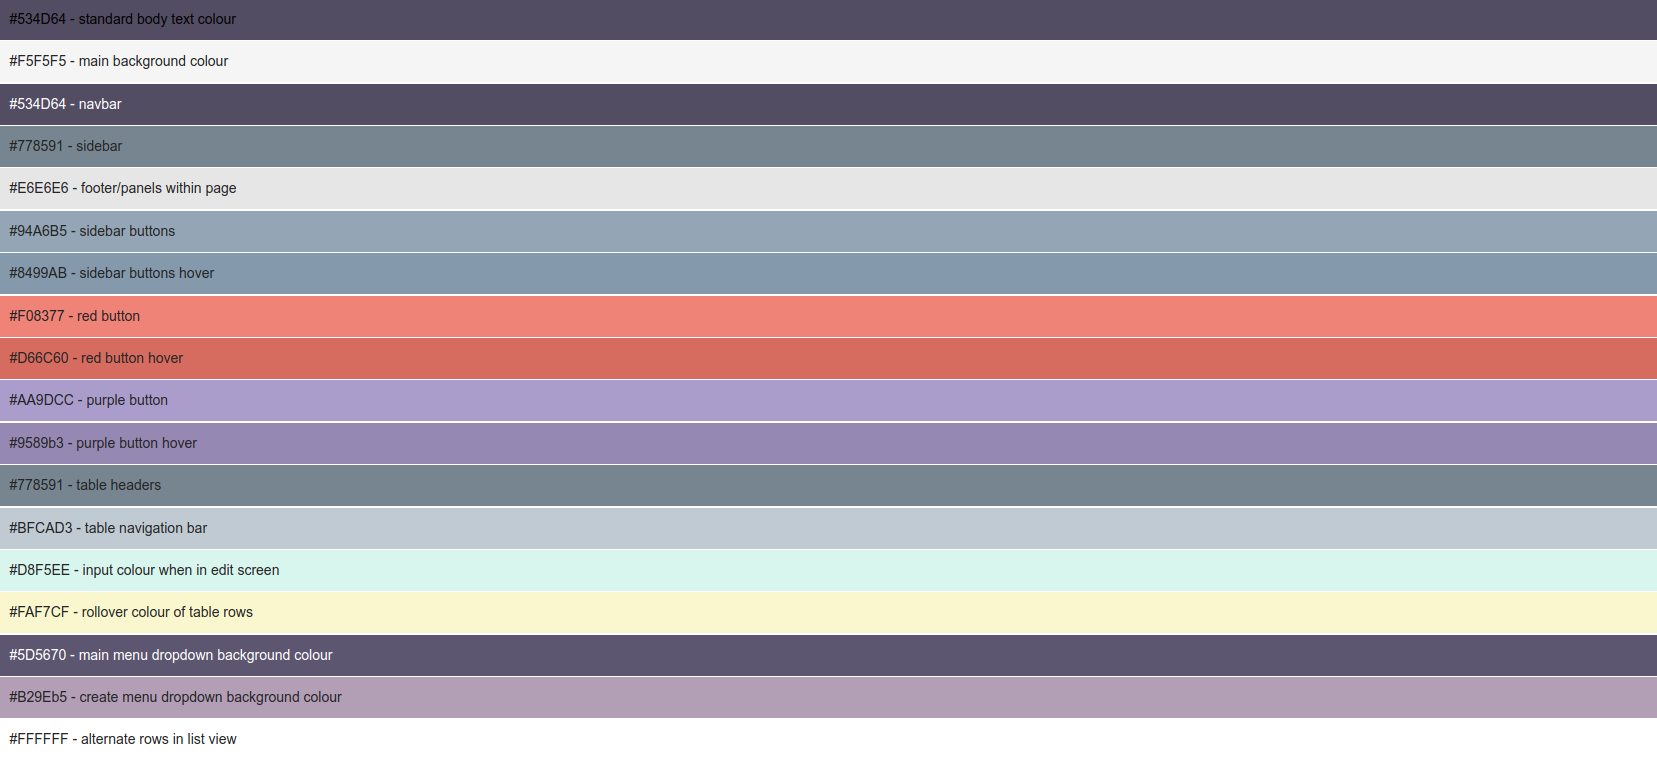 #534D64 - standard body text colour
#F5F5F5 - main background colour
#534D64 - navbar
#778591 - sidebar
#E6E6E6 - footer/panels within page
#94A6B5 - sidebar buttons
#8499AB - sidebar buttons hover
#F08377 - red button
#D66C60 - red button hover
#AA9DCC - purple button
#9589b3 - purple button hover
#778591 - table headers
#BFCAD3 - table navigation bar
#D8F5EE - input colour when in edit screen
#FAF7CF - rollover colour of table rows
#5D5670 - main menu dropdown background colour
#B29Eb5 - create menu dropdown background colour
#FFFFFF - alternate rows in list view